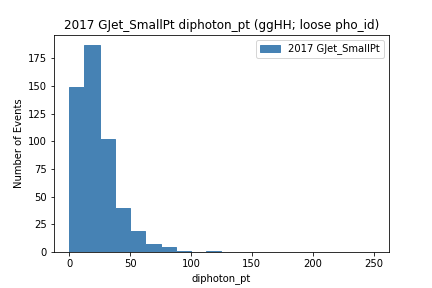 2017 GJet_SmallPt diphoton_pt (ggHH; loose pho_id)
2017 GJet_SmallPt
Number of Events
175
150
125
100
75
50
25
0
0 50 100 150 200 250
diphoton_pt